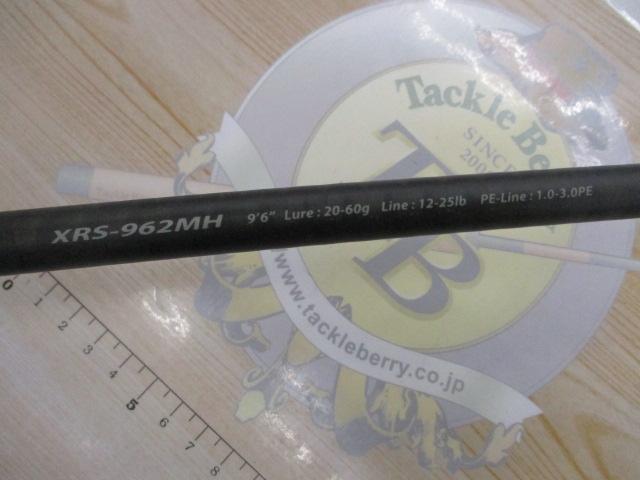 Tackle Be
SINCE
200
TB
XRS-962MH 9'6" Lure : 20-60g Line : 12-25lb PE-Line : 1.0-3.0PE
www.tackleberry.co.jp
0 1 2 3 4 5 6 7 8